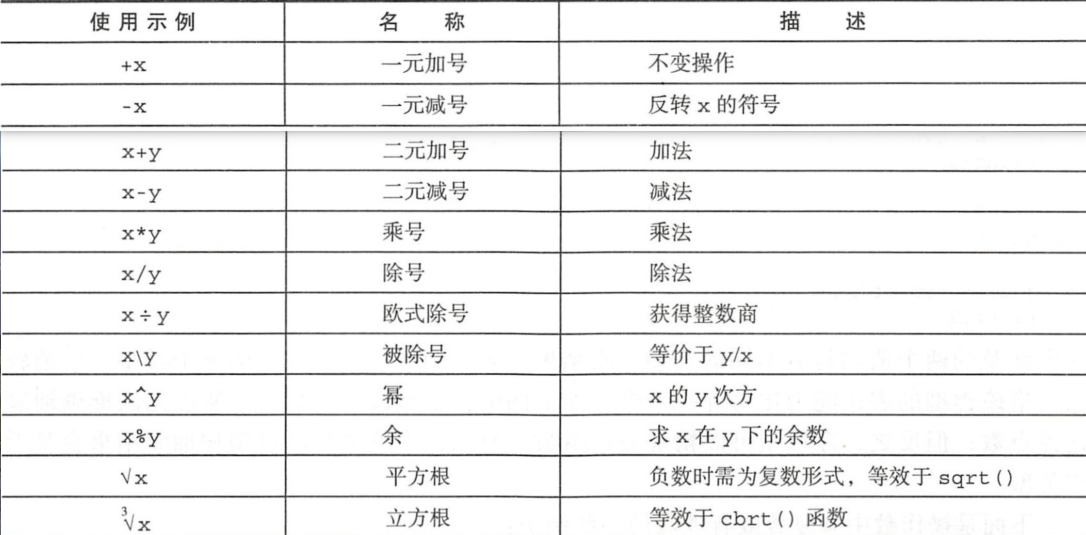 使用示例 名 称 描 述
+x 一元加号 不变操作
-x 一元减号 反转 x 的符号
x+y 二元加号 加法
x-y 二元减号 减法
x*y 乘号 乘法
x/y 除号 除法
x÷y 欧式除号 获得整数商
x\y 被除号 等价于 y/x
x^y 幂 x 的 y 次方
x%y 余 求 x 在 y 下的余数
√x 平方根 负数时需为复数形式，等效于 sqrt()
∛x 立方根 等效于 cbrt() 函数